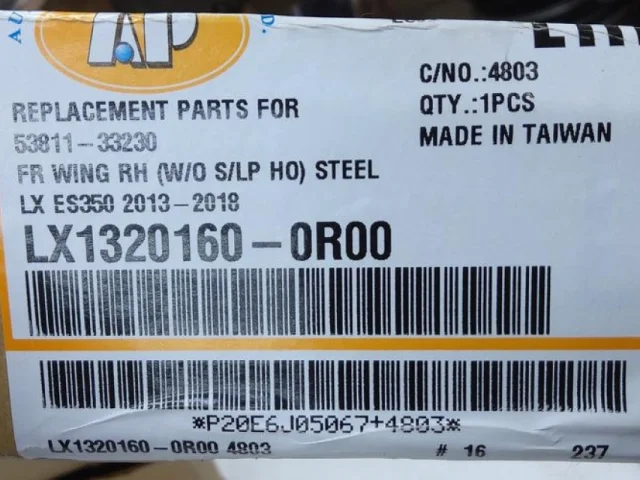 AP
C/NO.:4803
REPLACEMENT PARTS FOR
QTY.:1PCS
53811-33230
MADE IN TAIWAN
FR WING RH (W/O S/LP HO) STEEL
LX ES350 2013-2018
LX1320160-0R00
*P20E6J05067+4803*
LX1320160-0R00 4803 # 16 237